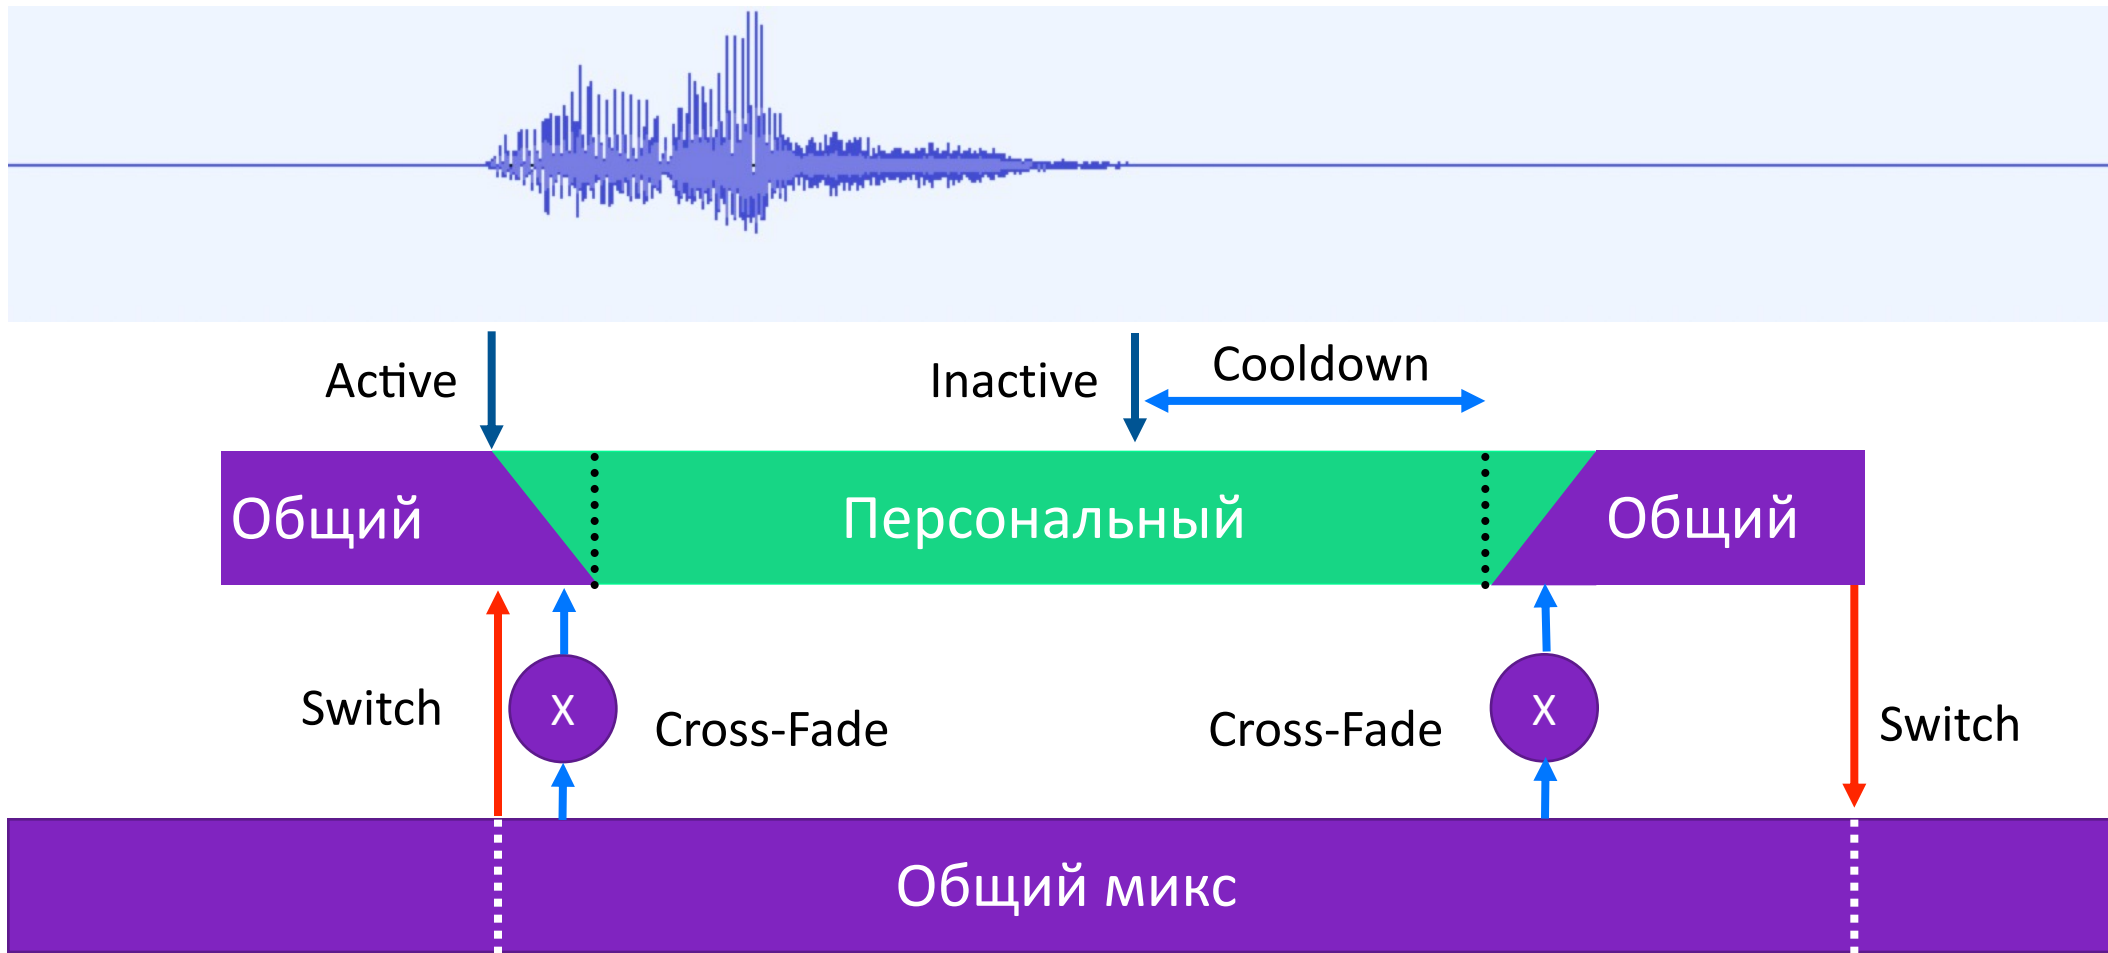 Active
Inactive
Cooldown
Общий
Персональный
Общий
Switch
X
Cross-Fade
Cross-Fade
X
Switch
Общий микс